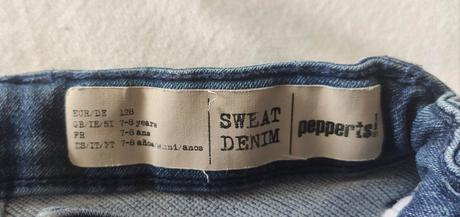 EUR/DE 128
GB/IE/NI 7-8 years
FR 7-8 ans
ES/IT/PT 7-8 años/anni/anos
SWEAT
DENIM
pepperts!